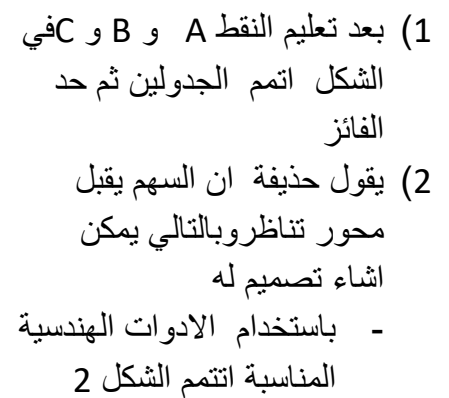 1) بعد تعليم النقط A و B و C في
الشكل اتمم الجدولين ثم حد
الفائز
2) يقول حذيفة ان السهم يقبل
محور تناظروبالتالي يمكن
اشاء تصميم له
- باستخدام الادوات الهندسية
المناسبة اتتمم الشكل 2